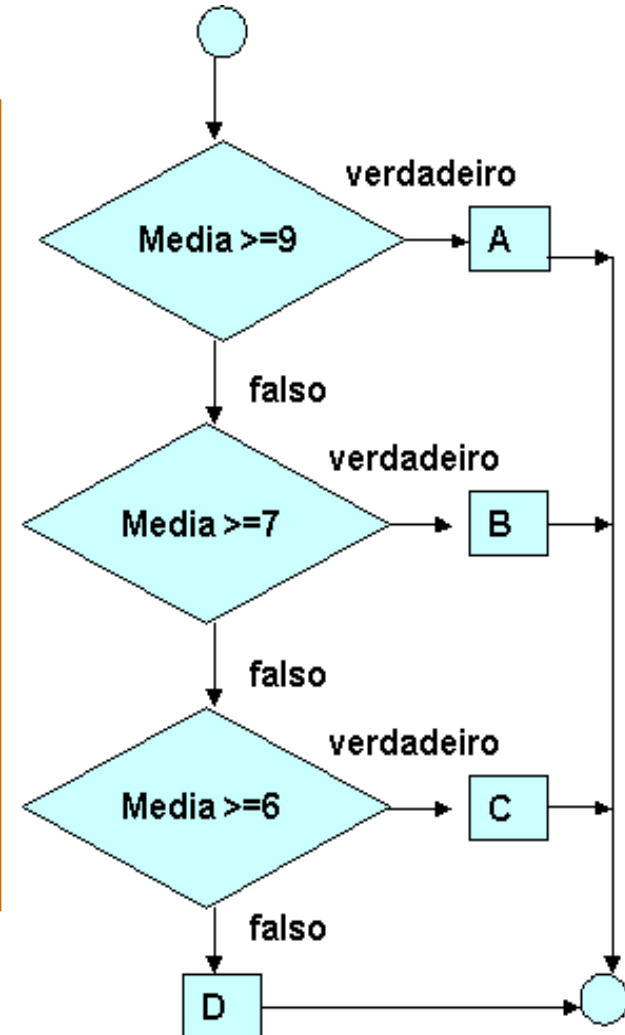 verdadeiro
Media >=9
A
falso
verdadeiro
Media >=7
B
falso
verdadeiro
Media >=6
C
falso
D